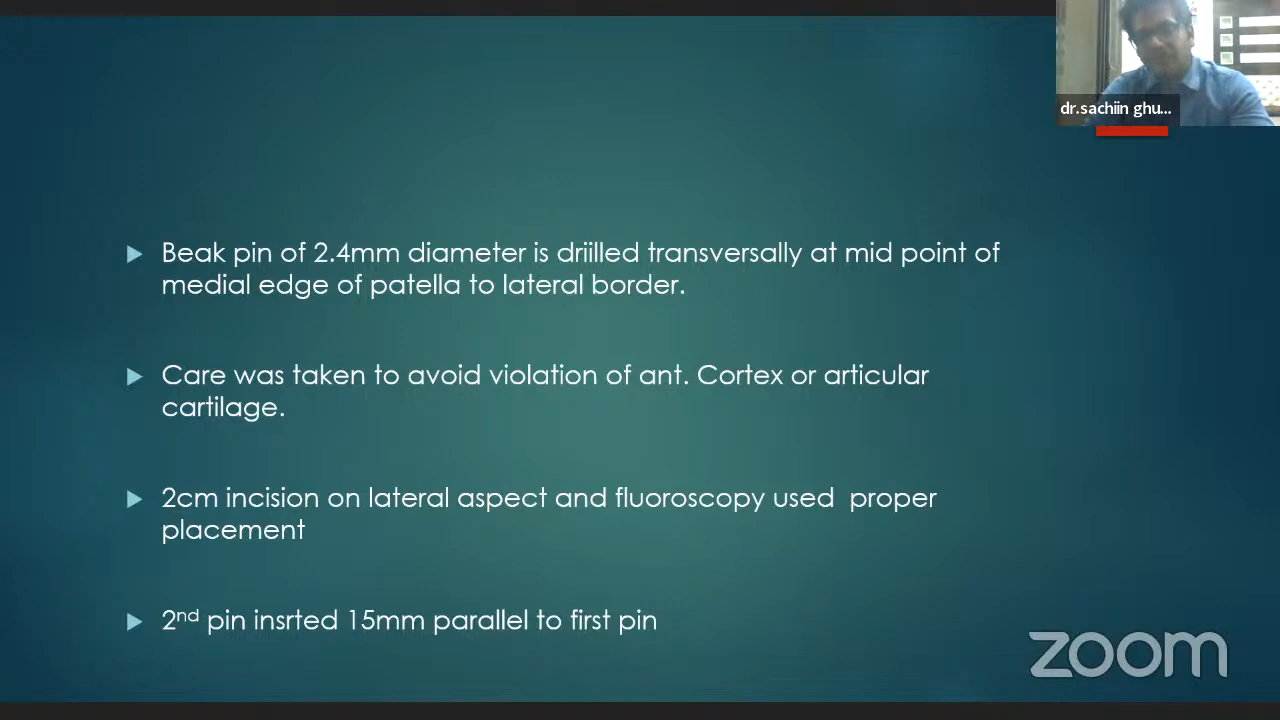 dr.sachiin ghu...
Beak pin of 2.4mm diameter is driilled transversally at mid point of
medial edge of patella to lateral border.
Care was taken to avoid violation of ant. Cortex or articular
cartilage.
2cm incision on lateral aspect and fluoroscopy used  proper
placement
2nd pin insrted 15mm parallel to first pin
zoom